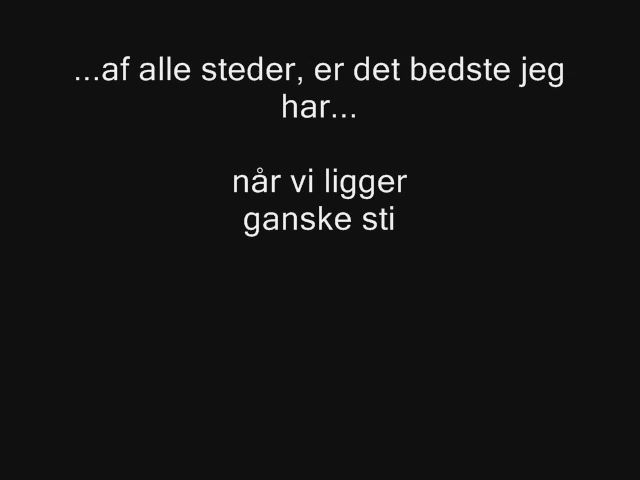 ...af alle steder, er det bedste jeg
har...
når vi ligger
ganske sti